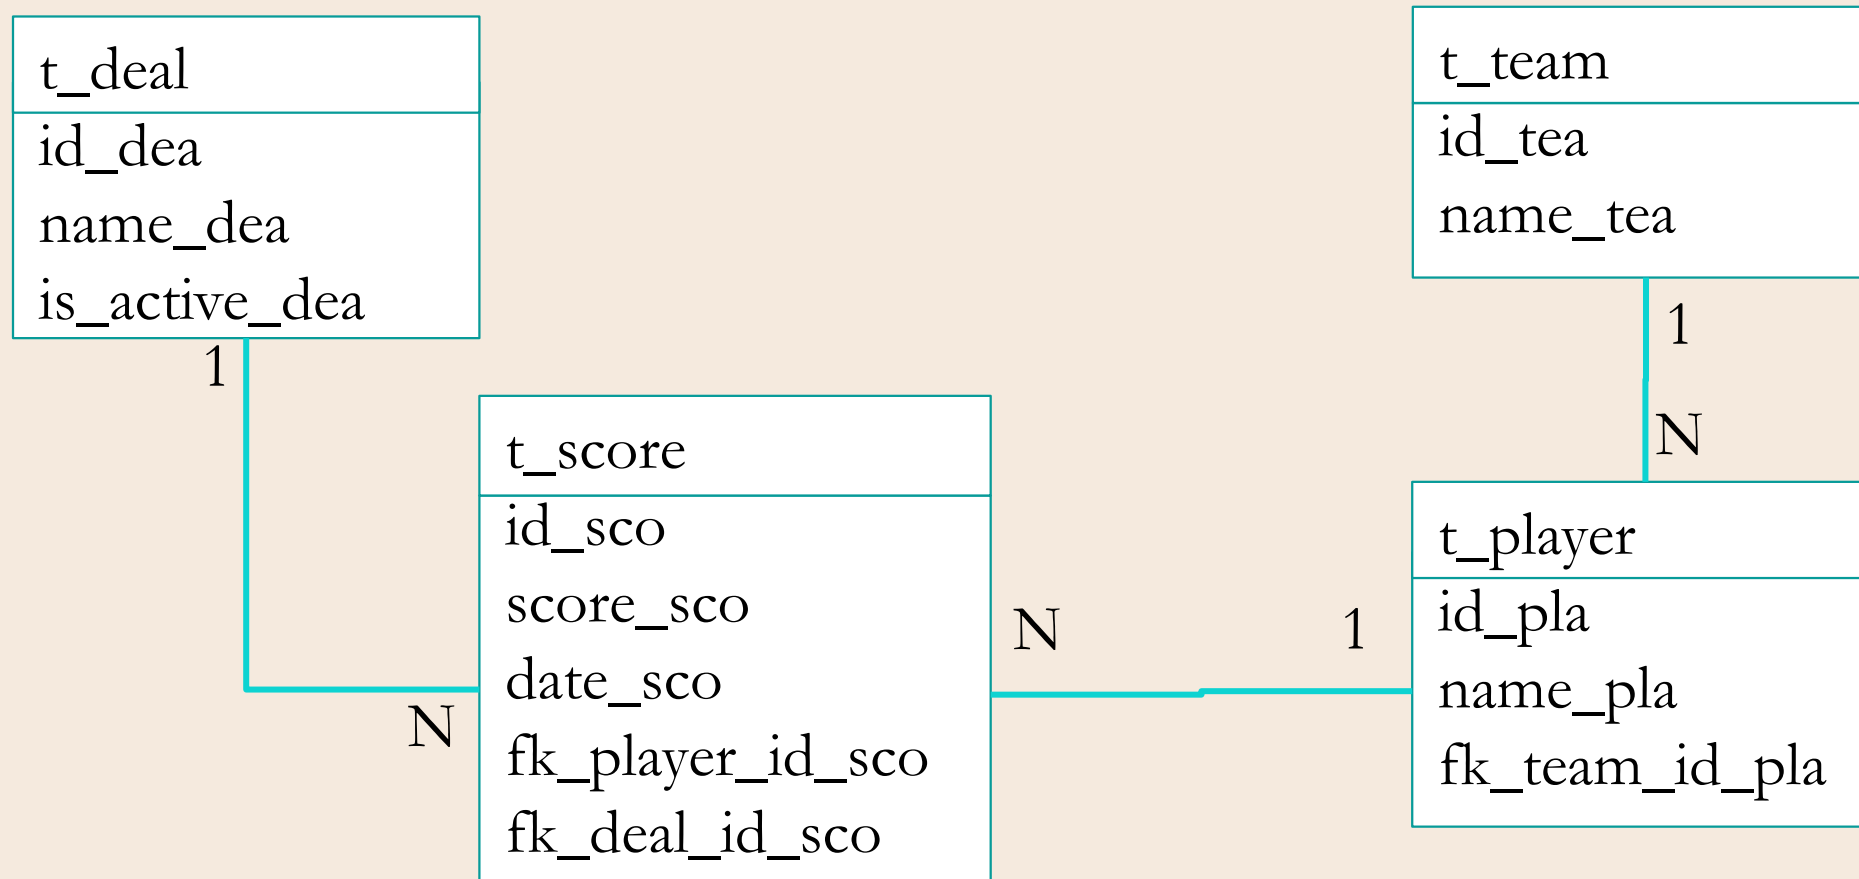 t_deal
id_dea
name_dea
is_active_dea
1
N
t_score
id_sco
score_sco
date_sco
fk_player_id_sco
fk_deal_id_sco
N
1
t_team
id_tea
name_tea
1
N
t_player
id_pla
name_pla
fk_team_id_pla